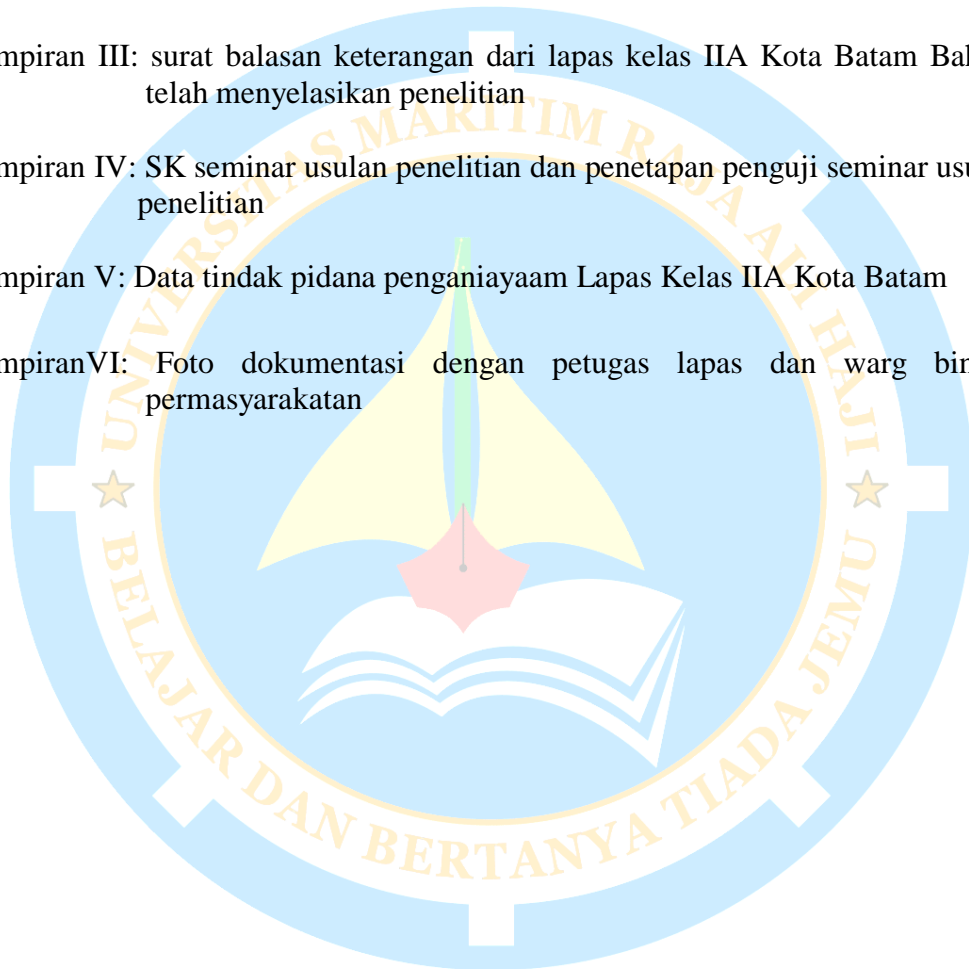 mpiran III: surat balasan keterangan dari lapas kelas IIA Kota Batam Bal
telah menyelasikan penelitian
mpiran IV: SK seminar usulan penelitian dan penetapan penguji seminar usu
penelitian
mpiran V: Data tindak pidana penganiayaam Lapas Kelas IIA Kota Batam
mpiranVI: Foto dokumentasi dengan petugas lapas dan warg bin
permasyarakatan
UNIVERSITAS MARITIM RAJA ALI HAJI
BELAJAR DAN BERTANYA TIADA JEMU